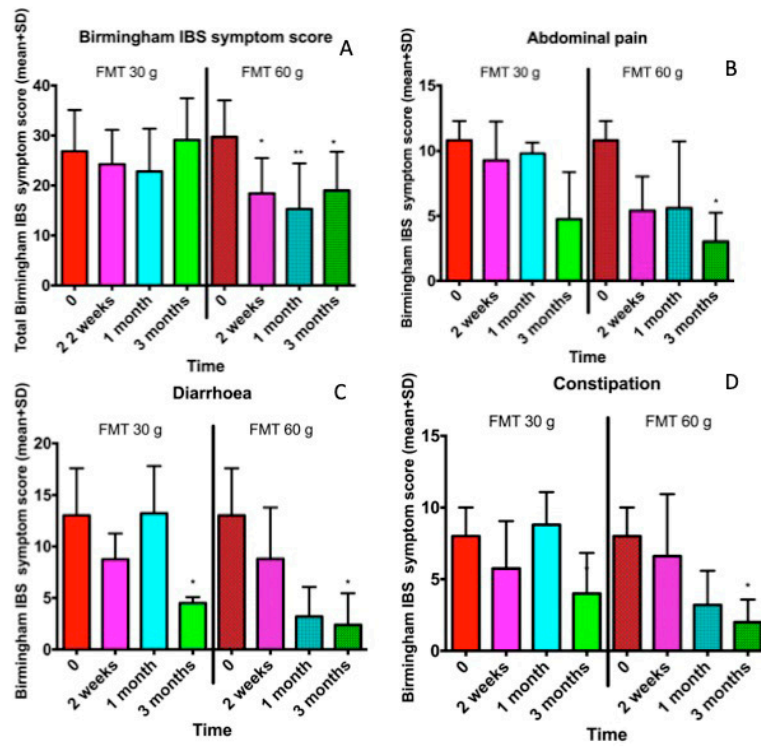 Birmingham IBS symptom score
A
FMT 30 g
FMT 60 g
Total Birmingham IBS symptom score (mean+SD)
40
30
20
10
0
*
**
*
0
2 2 weeks
1 month
3 months
0
2 weeks
1 month
3 months
Time
Abdominal pain
B
FMT 30 g
FMT 60 g
Birmingham IBS symptom score (mean+SD)
15
10
5
0
*
0
2 weeks
1 month
3 months
0
2 weeks
1 month
3 months
Time
Diarrhoea
C
FMT 30 g
FMT 60 g
Birmingham IBS symptom score (mean+SD)
20
15
10
5
0
*
*
0
2 weeks
1 month
3 months
0
2 weeks
1 month
3 months
Time
Constipation
D
FMT 30 g
FMT 60 g
Birmingham IBS symptom score (mean+SD)
15
10
5
0
*
0
2 weeks
1 month
3 months
0
2 weeks
1 month
3 months
Time